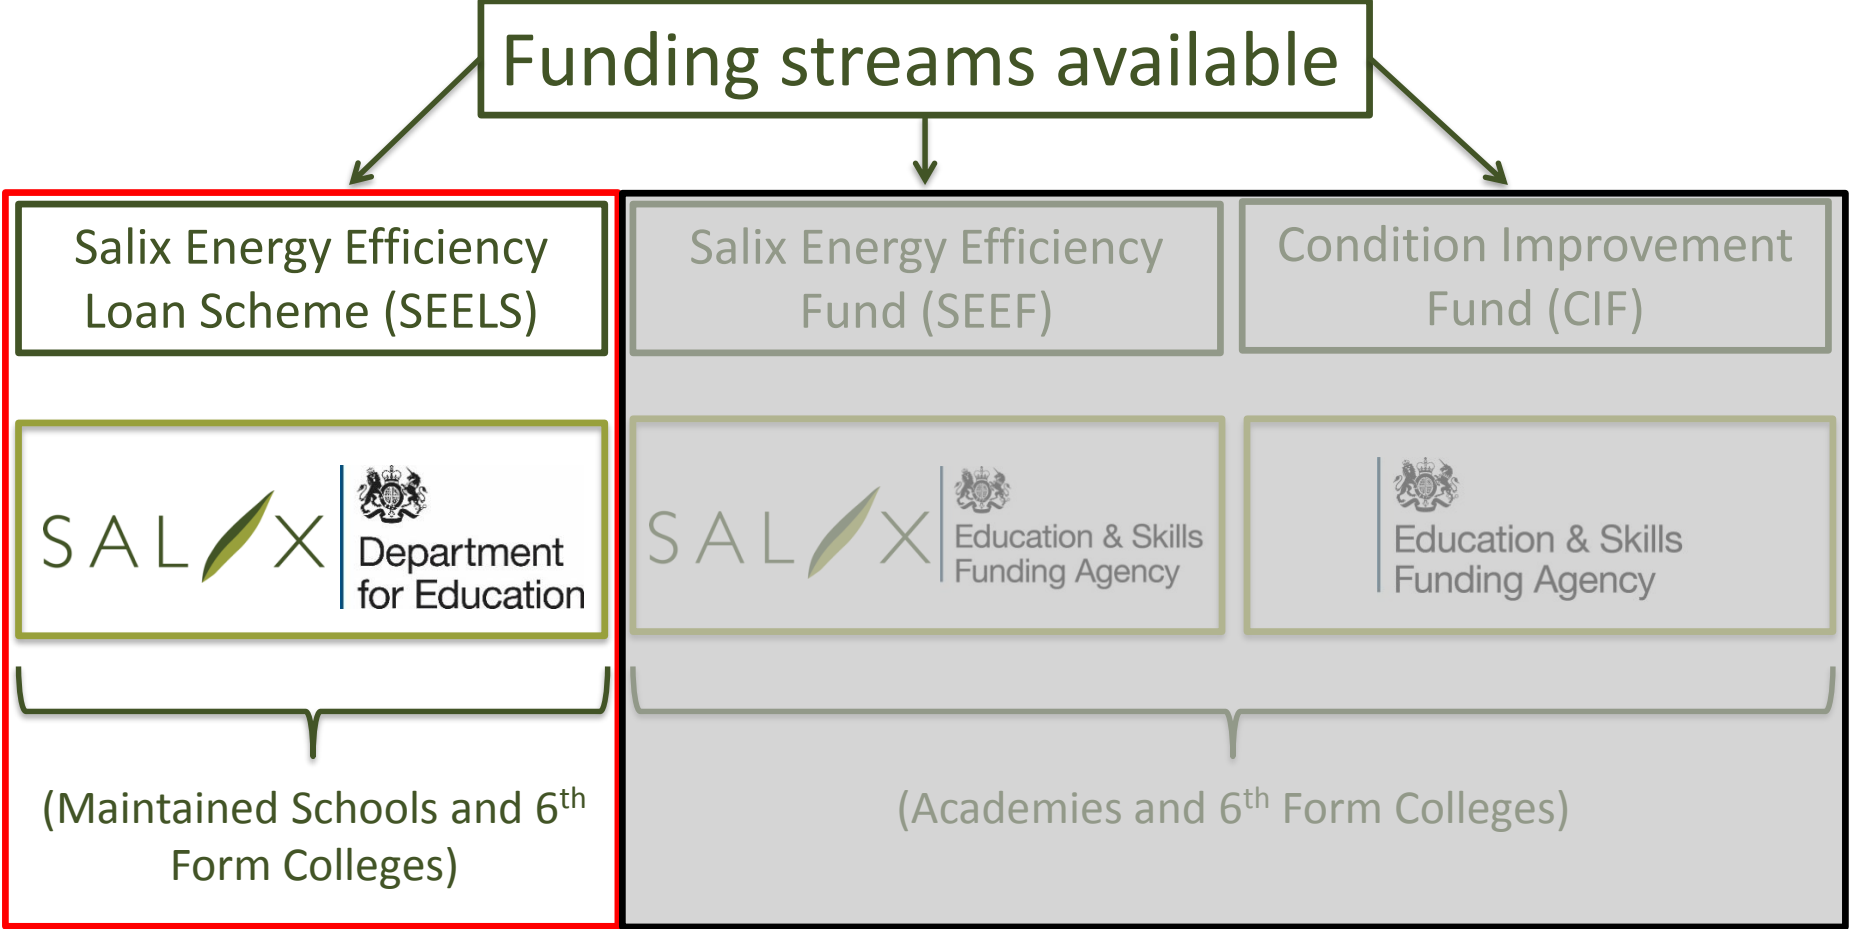 Funding streams available
Salix Energy Efficiency
Loan Scheme (SEELS)
Salix Energy Efficiency
Fund (SEEF)
Condition Improvement
Fund (CIF)
SALIX
Department
for Education
SALIX
Education & Skills
Funding Agency
Education & Skills
Funding Agency
(Maintained Schools and 6th
Form Colleges)
(Academies and 6th Form Colleges)